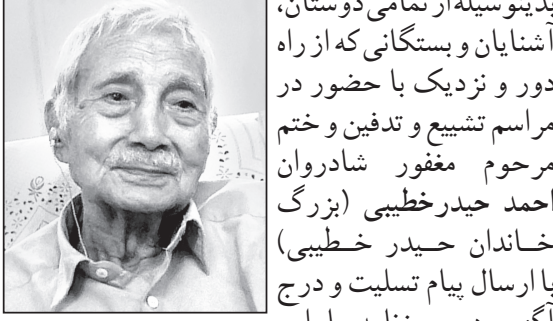 بدینوسیله از تمامی دوستان،
آشنایان و بستگانی که از راه
دور و نزدیک با حضور در
مراسم تشییع و تدفین و ختم
مرحوم مغفور شادروان
احمد حیدرخطیبی (بزرگ
خاندان حیدر خطیبی)
با ارسال پیام تسلیت و درج